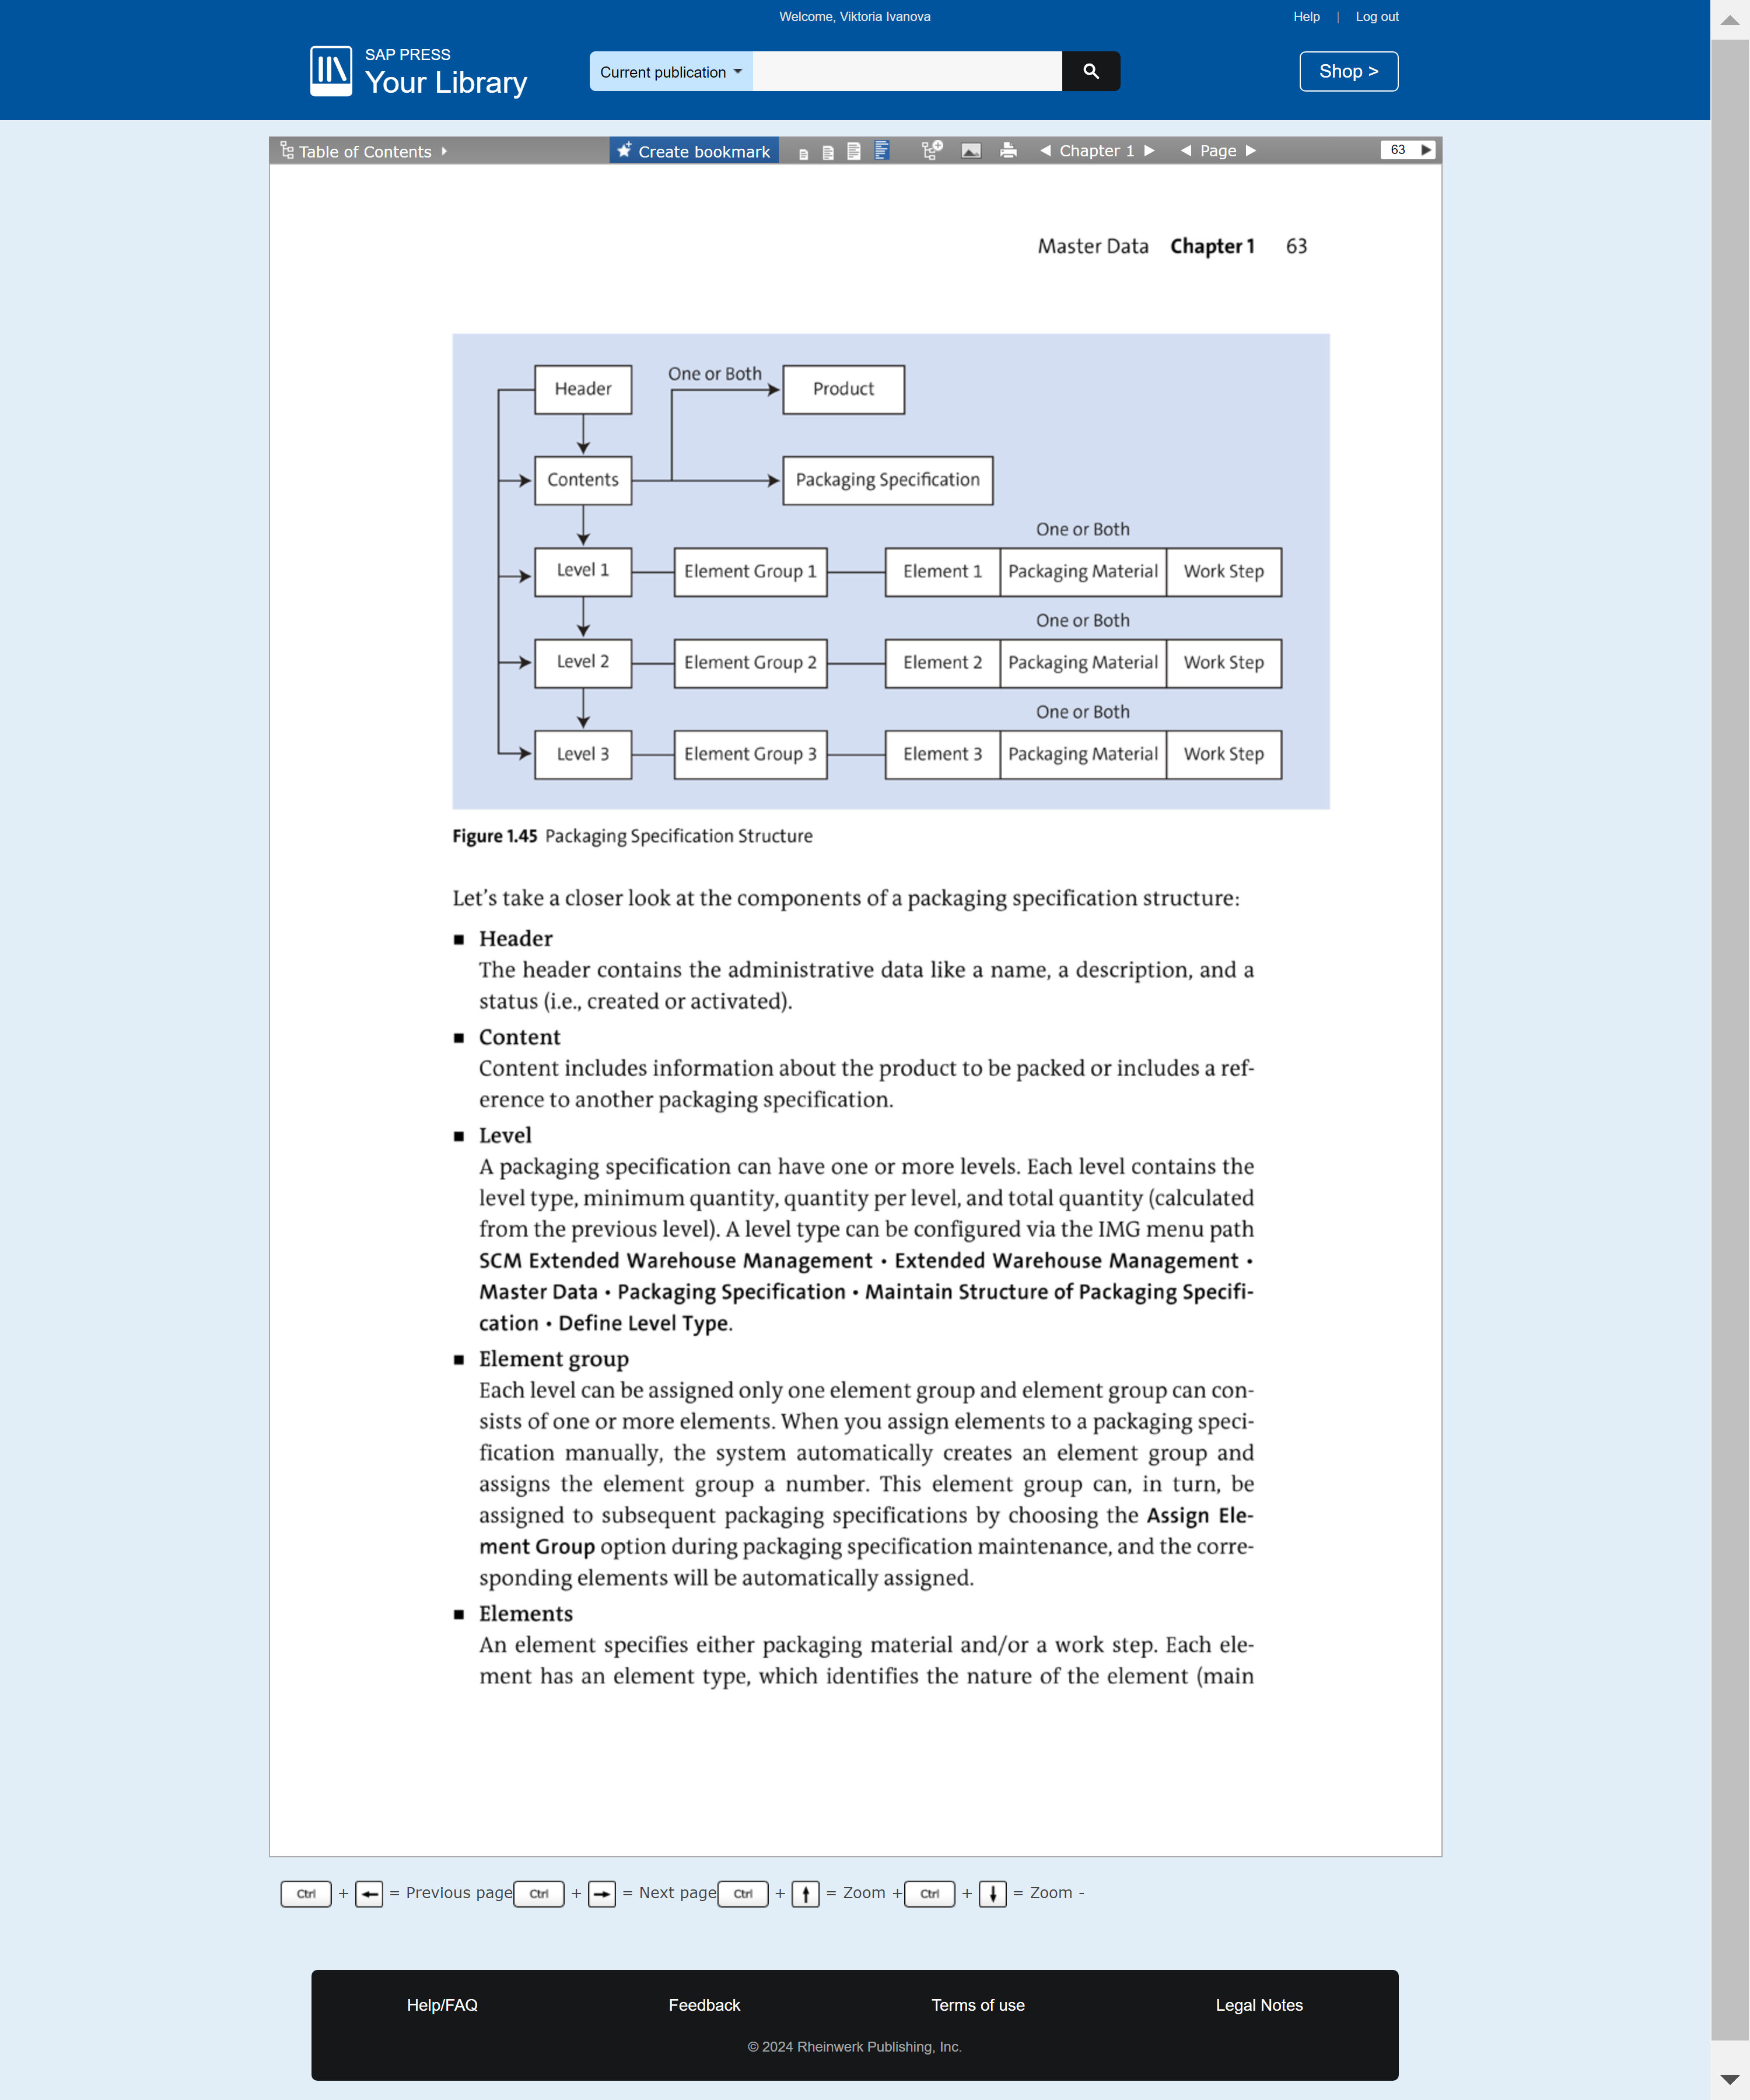 Welcome, Viktoria Ivanova
Help | Log out
SAP PRESS
Your Library
Current publication
Shop >
Table of Contents
Create bookmark
Chapter 1
Page
63
Master Data Chapter 1 63
Header
One or Both
Product
Contents
Packaging Specification
One or Both
Level 1
Element Group 1
Element 1
Packaging Material
Work Step
One or Both
Level 2
Element Group 2
Element 2
Packaging Material
Work Step
One or Both
Level 3
Element Group 3
Element 3
Packaging Material
Work Step
Figure 1.45 Packaging Specification Structure
Let's take a closer look at the components of a packaging specification structure:
■ Header
The header contains the administrative data like a name, a description, and a
status (i.e., created or activated).
■ Content
Content includes information about the product to be packed or includes a ref-
erence to another packaging specification.
■ Level
A packaging specification can have one or more levels. Each level contains the
level type, minimum quantity, quantity per level, and total quantity (calculated
from the previous level). A level type can be configured via the IMG menu path
SCM Extended Warehouse Management • Extended Warehouse Management •
Master Data • Packaging Specification • Maintain Structure of Packaging Specifi-
cation • Define Level Type.
■ Element group
Each level can be assigned only one element group and element group can con-
sists of one or more elements. When you assign elements to a packaging speci-
fication manually, the system automatically creates an element group and
assigns the element group a number. This element group can, in turn, be
assigned to subsequent packaging specifications by choosing the Assign Ele-
ment Group option during packaging specification maintenance, and the corre-
sponding elements will be automatically assigned.
■ Elements
An element specifies either packaging material and/or a work step. Each ele-
ment has an element type, which identifies the nature of the element (main
Ctrl + ← = Previous page Ctrl + → = Next page Ctrl + ↑ = Zoom + Ctrl + ↓ = Zoom -
Help/FAQ
Feedback
Terms of use
Legal Notes
© 2024 Rheinwerk Publishing, Inc.